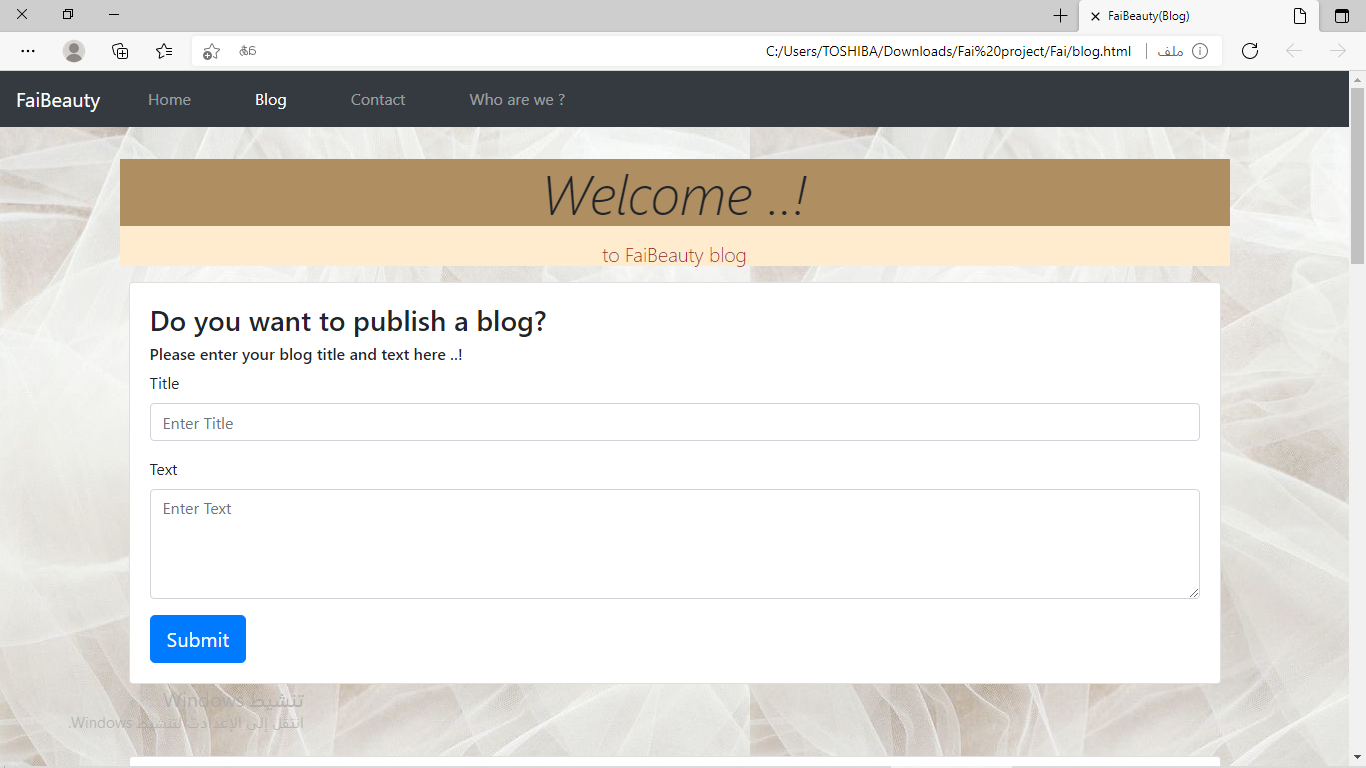 FaiBeauty(Blog)
C:/Users/TOSHIBA/Downloads/Fai%20project/Fai/blog.html
ملف
FaiBeauty Home Blog Contact Who are we ?
Welcome ..!
to FaiBeauty blog
Do you want to publish a blog?
Please enter your blog title and text here ..!
Title
Enter Title
Text
Enter Text
Submit
تنشيط Windows
انتقل إلى الإعدادات لتنشيط Windows.